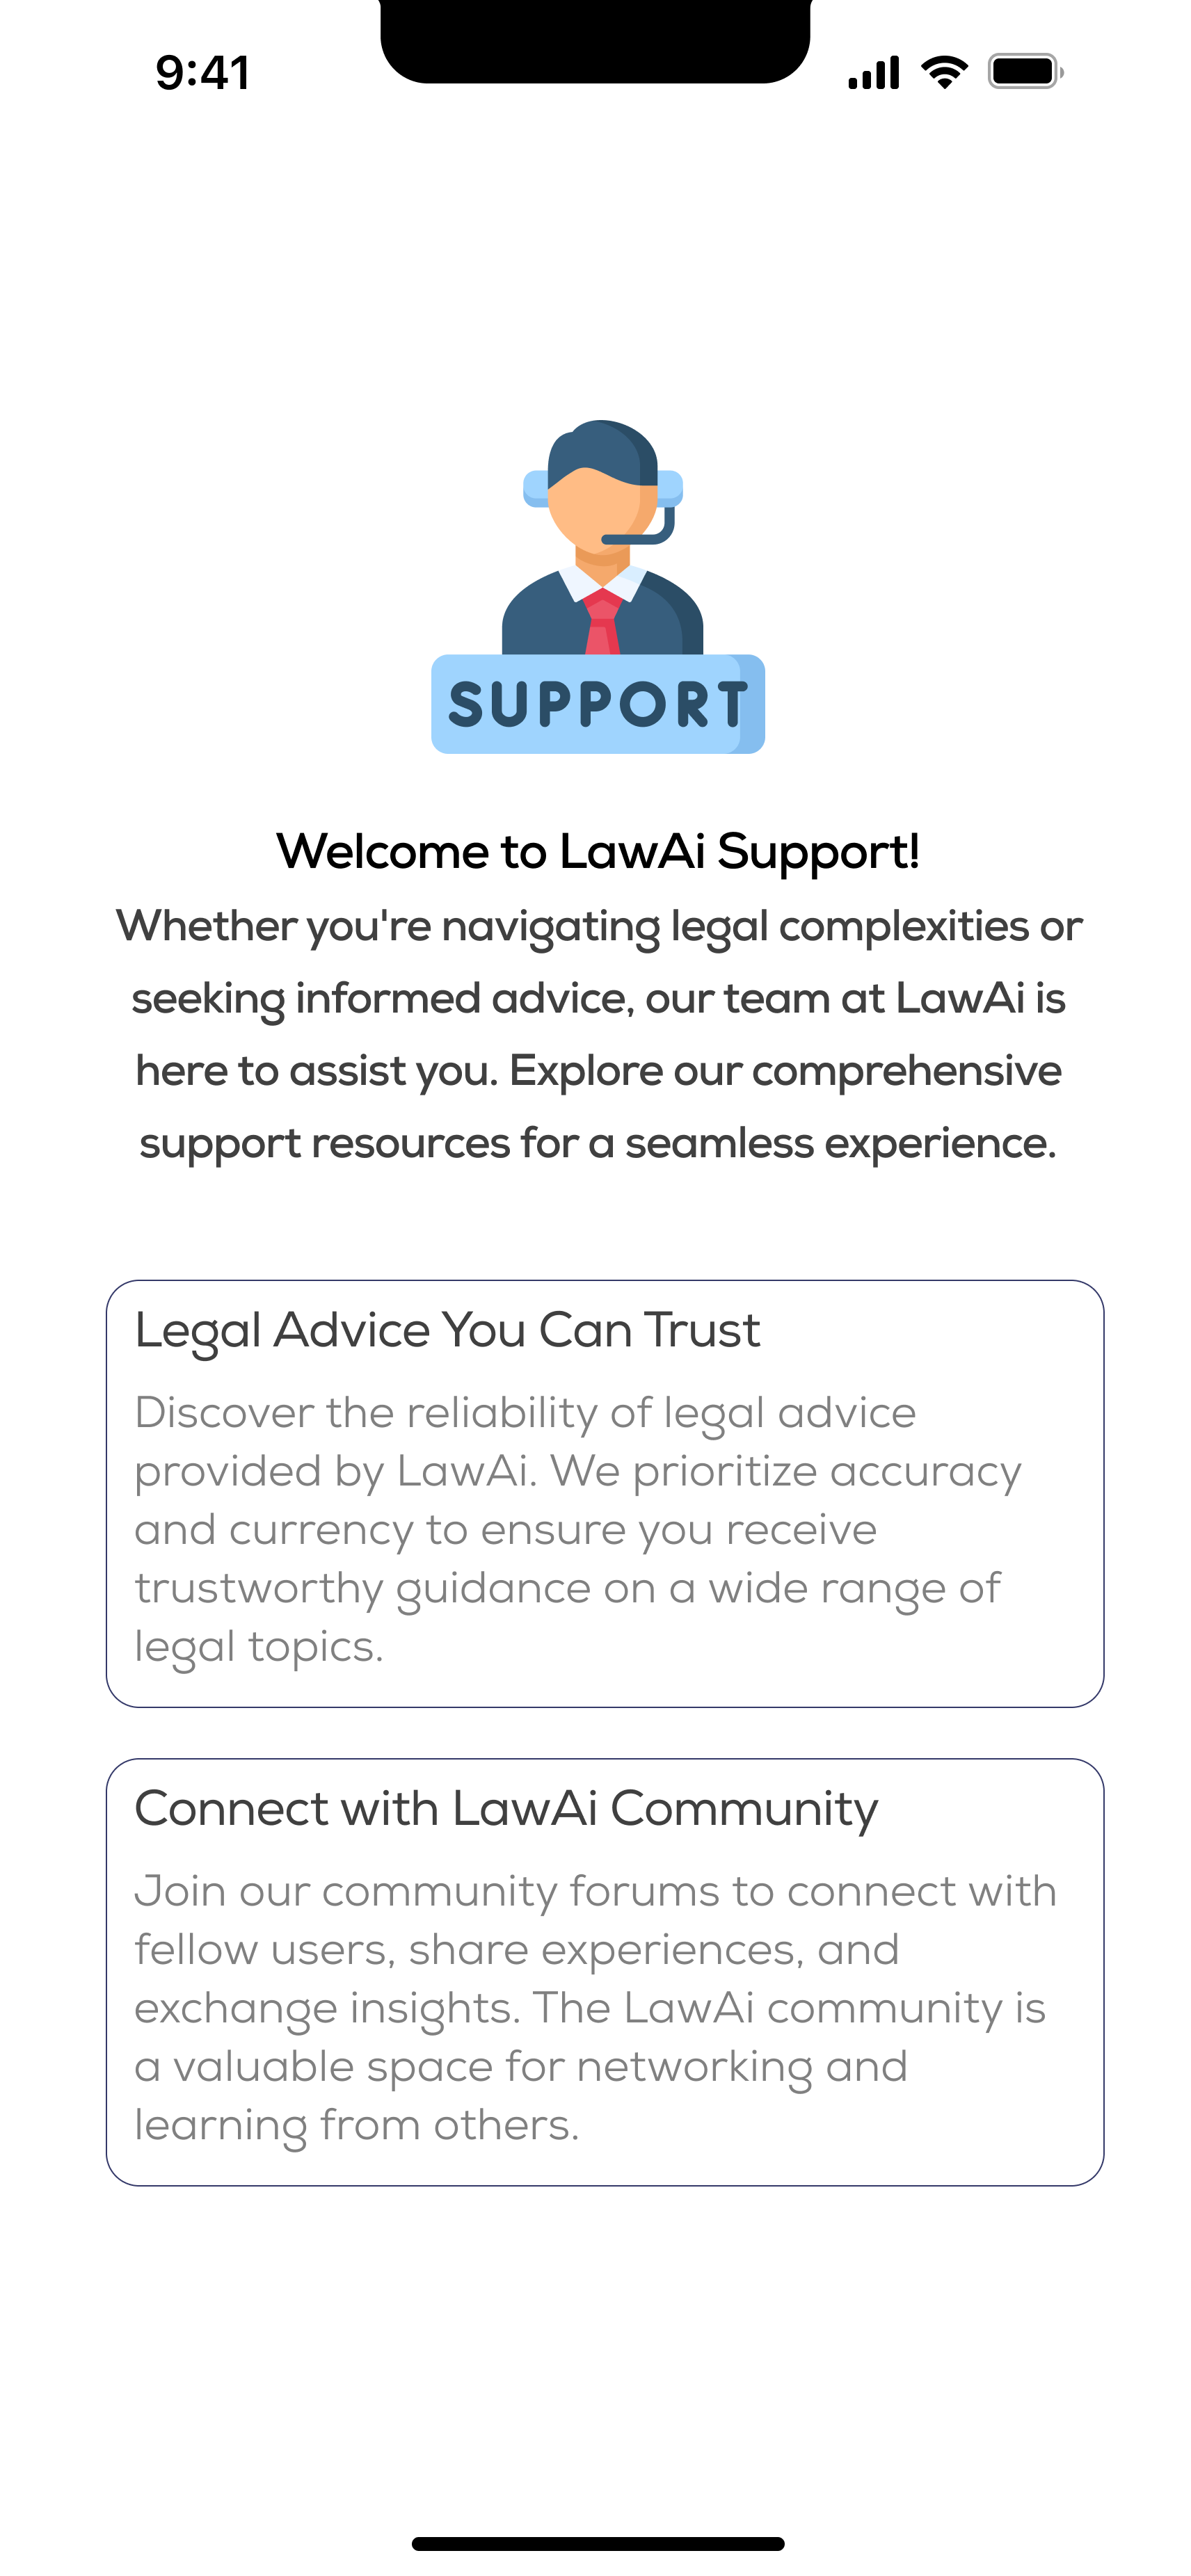 9:41
SUPPORT
Welcome to LawAi Support!
Whether you're navigating legal complexities or
seeking informed advice, our team at LawAi is
here to assist you. Explore our comprehensive
support resources for a seamless experience.
Legal Advice You Can Trust
Discover the reliability of legal advice
provided by LawAi. We prioritize accuracy
and currency to ensure you receive
trustworthy guidance on a wide range of
legal topics.
Connect with LawAi Community
Join our community forums to connect with
fellow users, share experiences, and
exchange insights. The LawAi community is
a valuable space for networking and
learning from others.